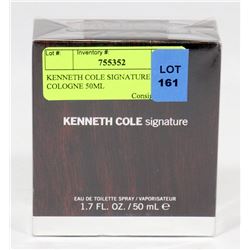 Lot #: Inventory #:
755352
KENNETH COLE SIGNATURE
COLOGNE 50ML
Consig
LOT
161
KENNETH COLE signature
EAU DE TOILETTE SPRAY / VAPORISATEUR
1.7 FL. OZ. / 50 mL ℮